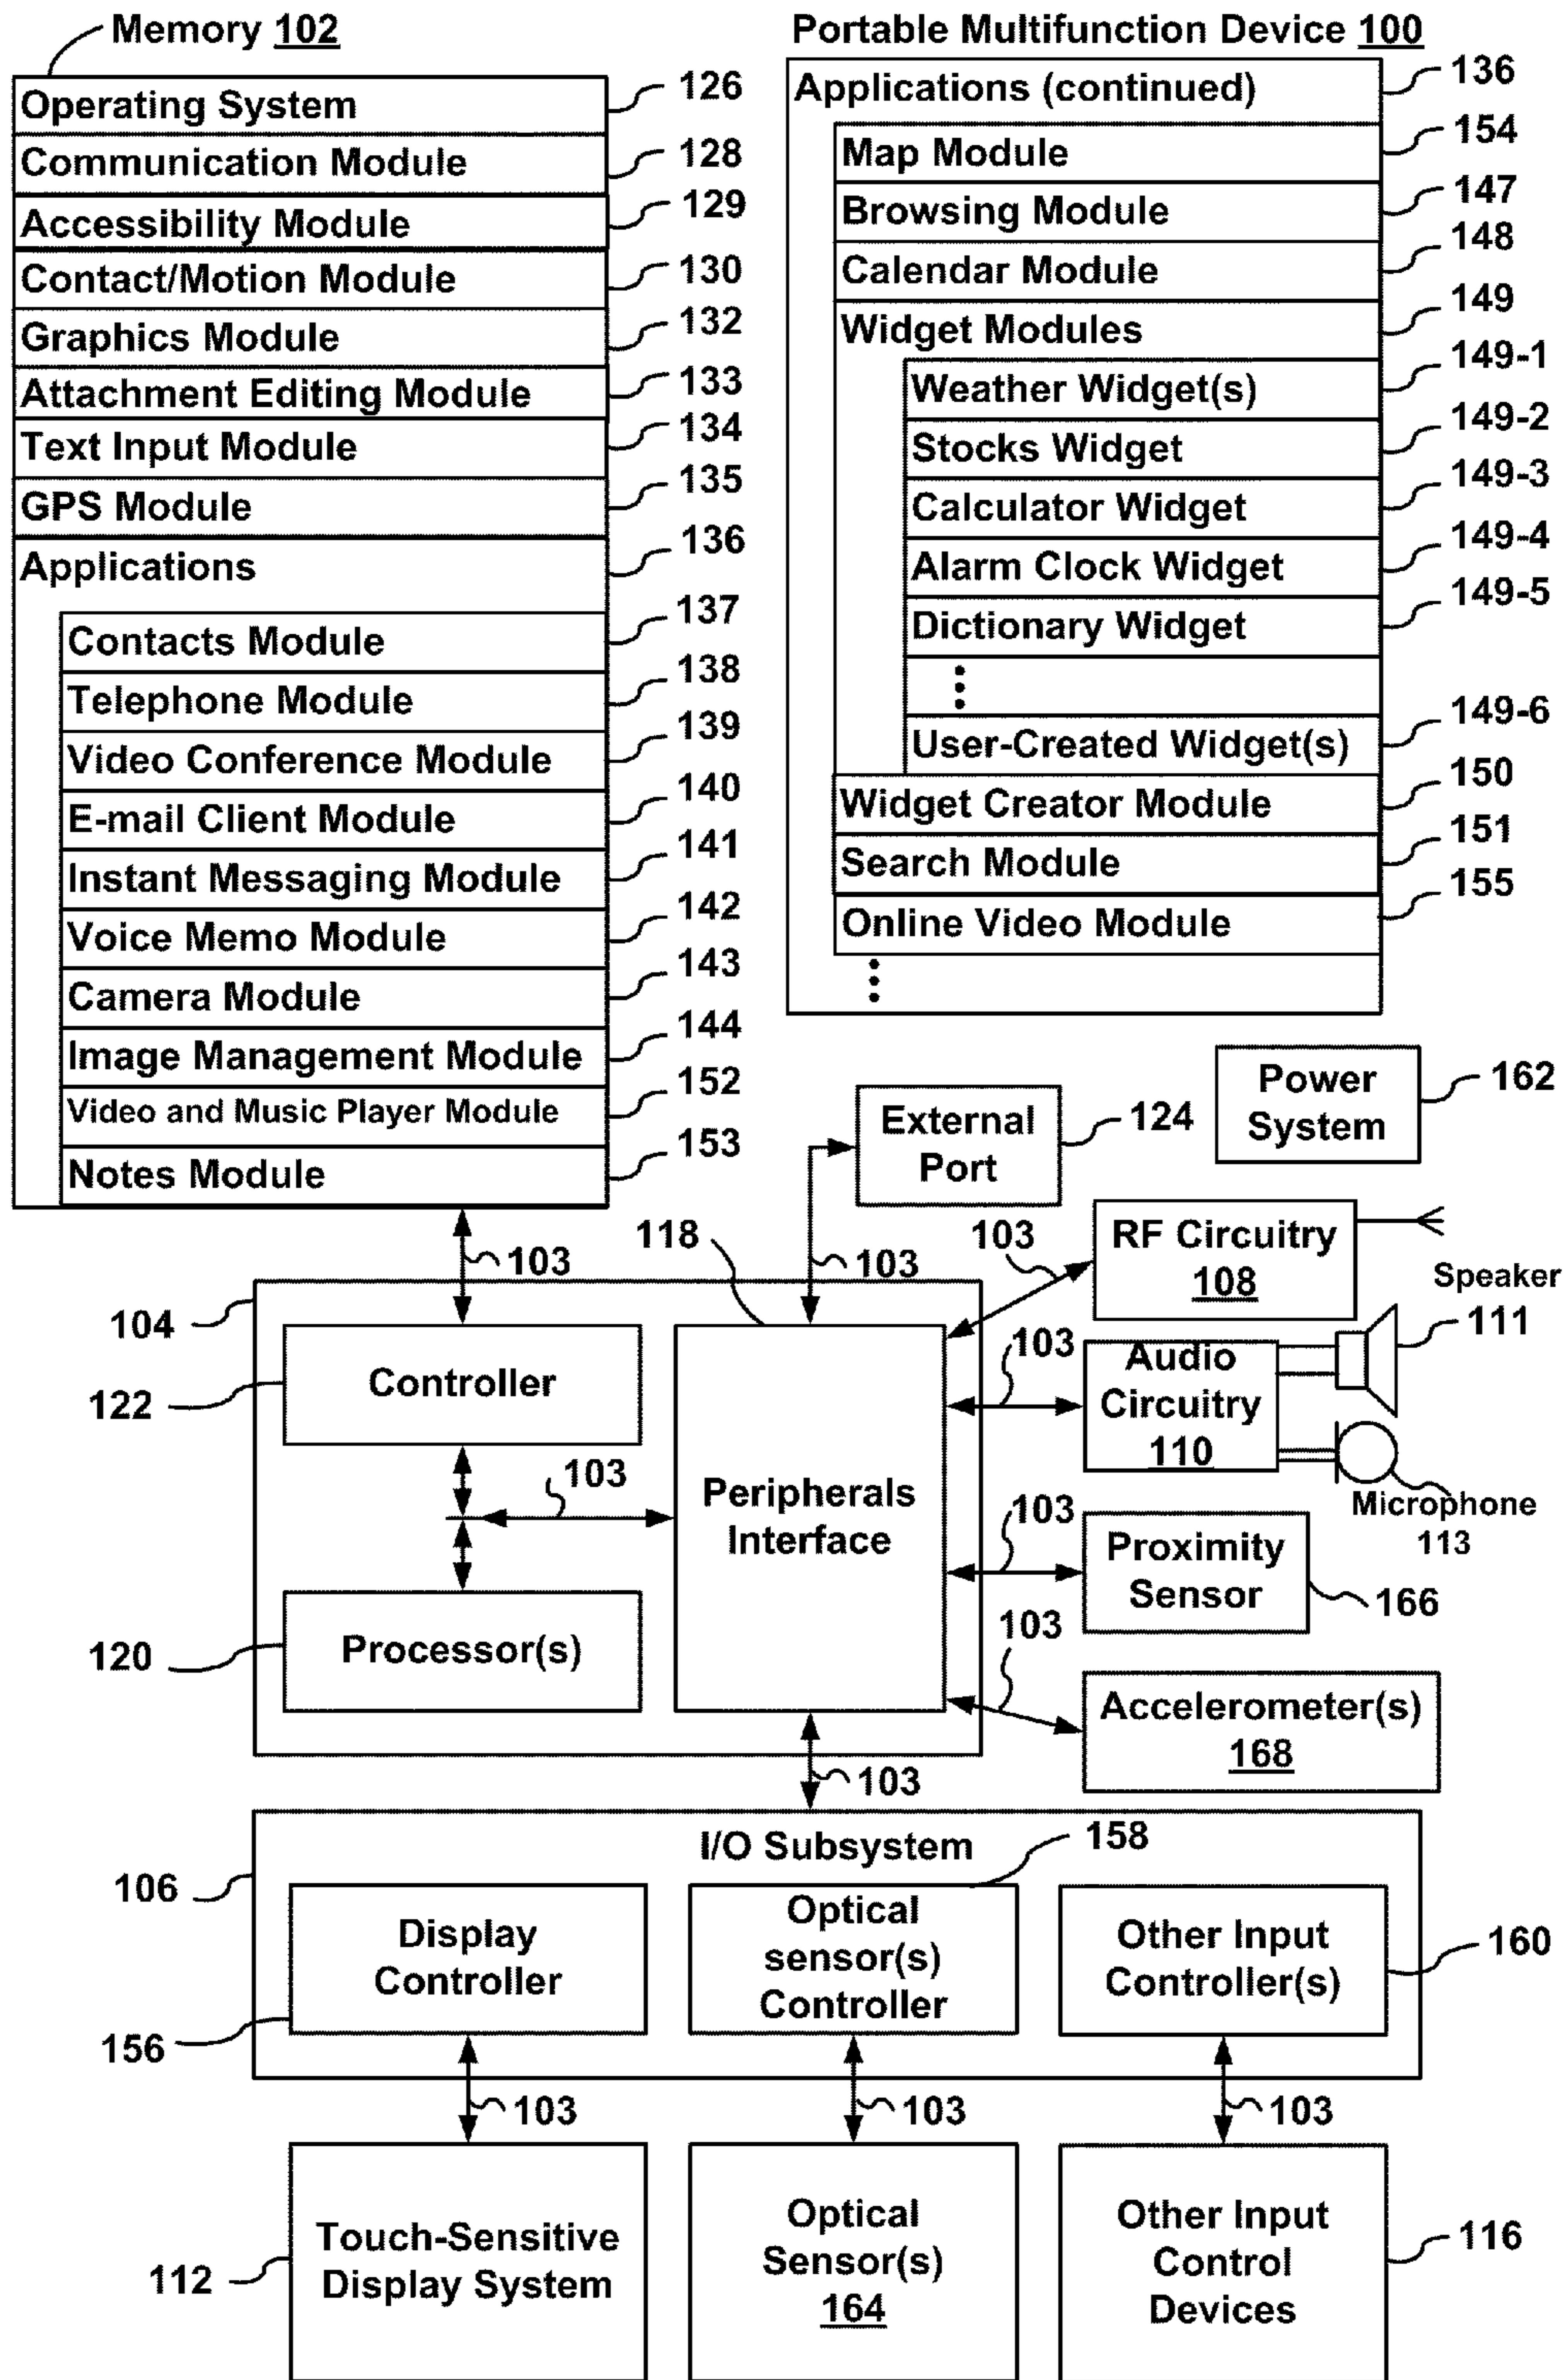 Memory 102
Operating System 126
Communication Module 128
Accessibility Module 129
Contact/Motion Module 130
Graphics Module 132
Attachment Editing Module 133
Text Input Module 134
GPS Module 135
Applications 136
Contacts Module 137
Telephone Module 138
Video Conference Module 139
E-mail Client Module 140
Instant Messaging Module 141
Voice Memo Module 142
Camera Module 143
Image Management Module 144
Video and Music Player Module 152
Notes Module 153
Portable Multifunction Device 100
Applications (continued) 136
Map Module 154
Browsing Module 147
Calendar Module 148
Widget Modules 149
Weather Widget(s) 149-1
Stocks Widget 149-2
Calculator Widget 149-3
Alarm Clock Widget 149-4
Dictionary Widget 149-5
User-Created Widget(s) 149-6
Widget Creator Module 150
Search Module 151
Online Video Module 155
Power
System
162
External
Port
124
103
118
103
103
RF Circuitry
108
Speaker
111
104
Controller
122
103
Audio
Circuitry
110
Microphone
113
103
Peripherals
Interface
103
Proximity
Sensor
166
Processor(s)
120
103
Accelerometer(s)
168
103
I/O Subsystem
106
158
Display
Controller
156
Optical
sensor(s)
Controller
Other Input
Controller(s)
160
103
103
103
Touch-Sensitive
Display System
112
Optical
Sensor(s)
164
Other Input
Control
Devices
116